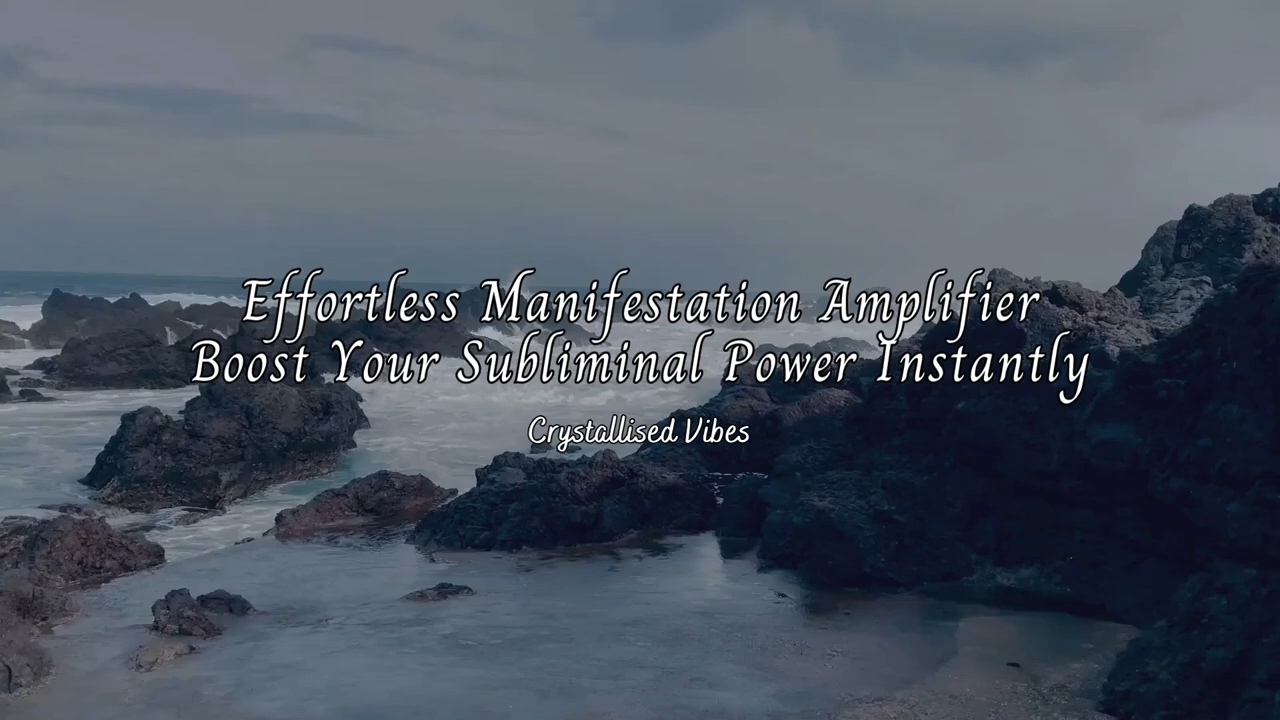 Effortless Manifestation Amplifier
Boost Your Subliminal Power Instantly
Crystallised Vibes